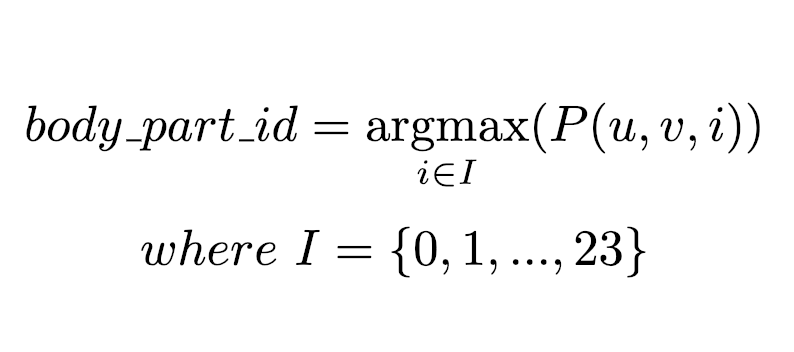 body_part_id = argmax(P(u, v, i))
i∈I
where I = {0, 1, ..., 23}